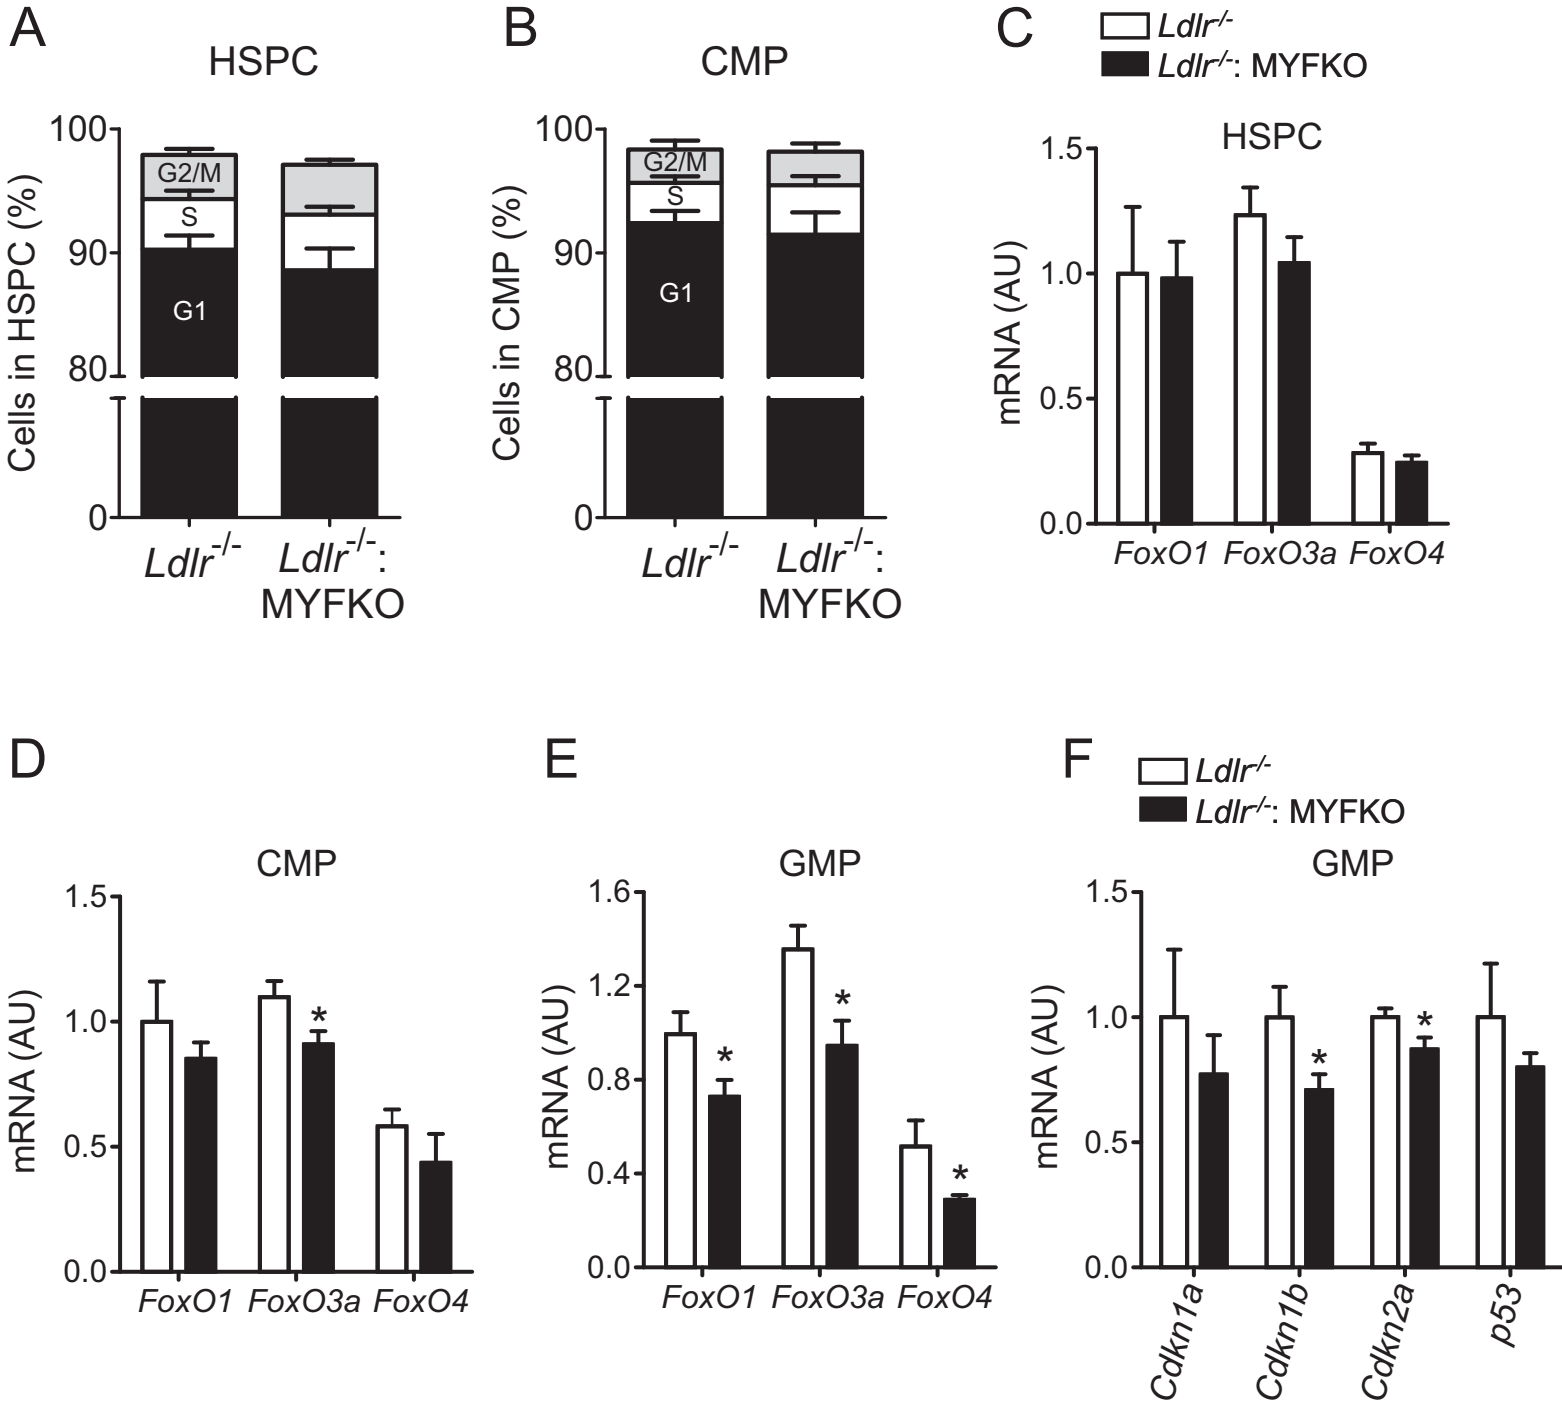 A
HSPC
Cells in HSPC (%)
100
90
80
0
G2/M
S
G1
Ldlr-/-
Ldlr-/-:
MYFKO
B
CMP
Cells in CMP (%)
100
90
80
0
G2/M
S
G1
Ldlr-/-
Ldlr-/-:
MYFKO
C
Ldlr-/-
Ldlr-/-: MYFKO
HSPC
mRNA (AU)
1.5
1.0
0.5
0.0
FoxO1 FoxO3a FoxO4
D
CMP
mRNA (AU)
1.5
1.0
0.5
0.0
*
FoxO1 FoxO3a FoxO4
E
GMP
mRNA (AU)
1.6
1.2
0.8
0.4
0.0
*
*
*
FoxO1 FoxO3a FoxO4
F
Ldlr-/-
Ldlr-/-: MYFKO
GMP
mRNA (AU)
1.5
1.0
0.5
0.0
*
*
Cdkn1a
Cdkn1b
Cdkn2a
p53